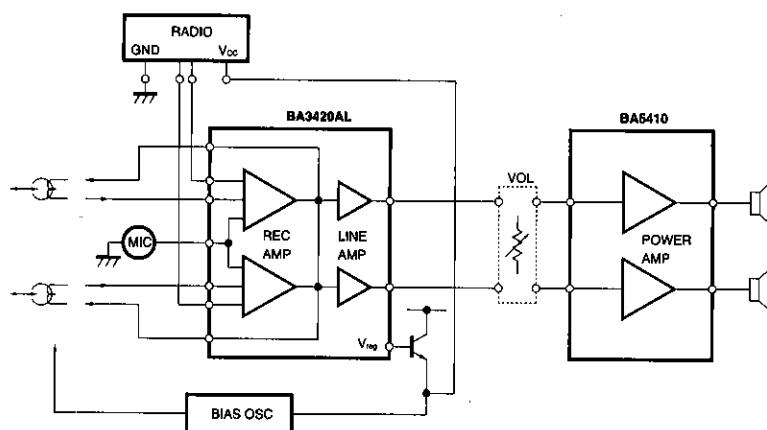 RADIO
GND
Vcc
BA3420AL
BA5410
VOL
MIC
REC
AMP
LINE
AMP
POWER
AMP
Vreg
BIAS OSC